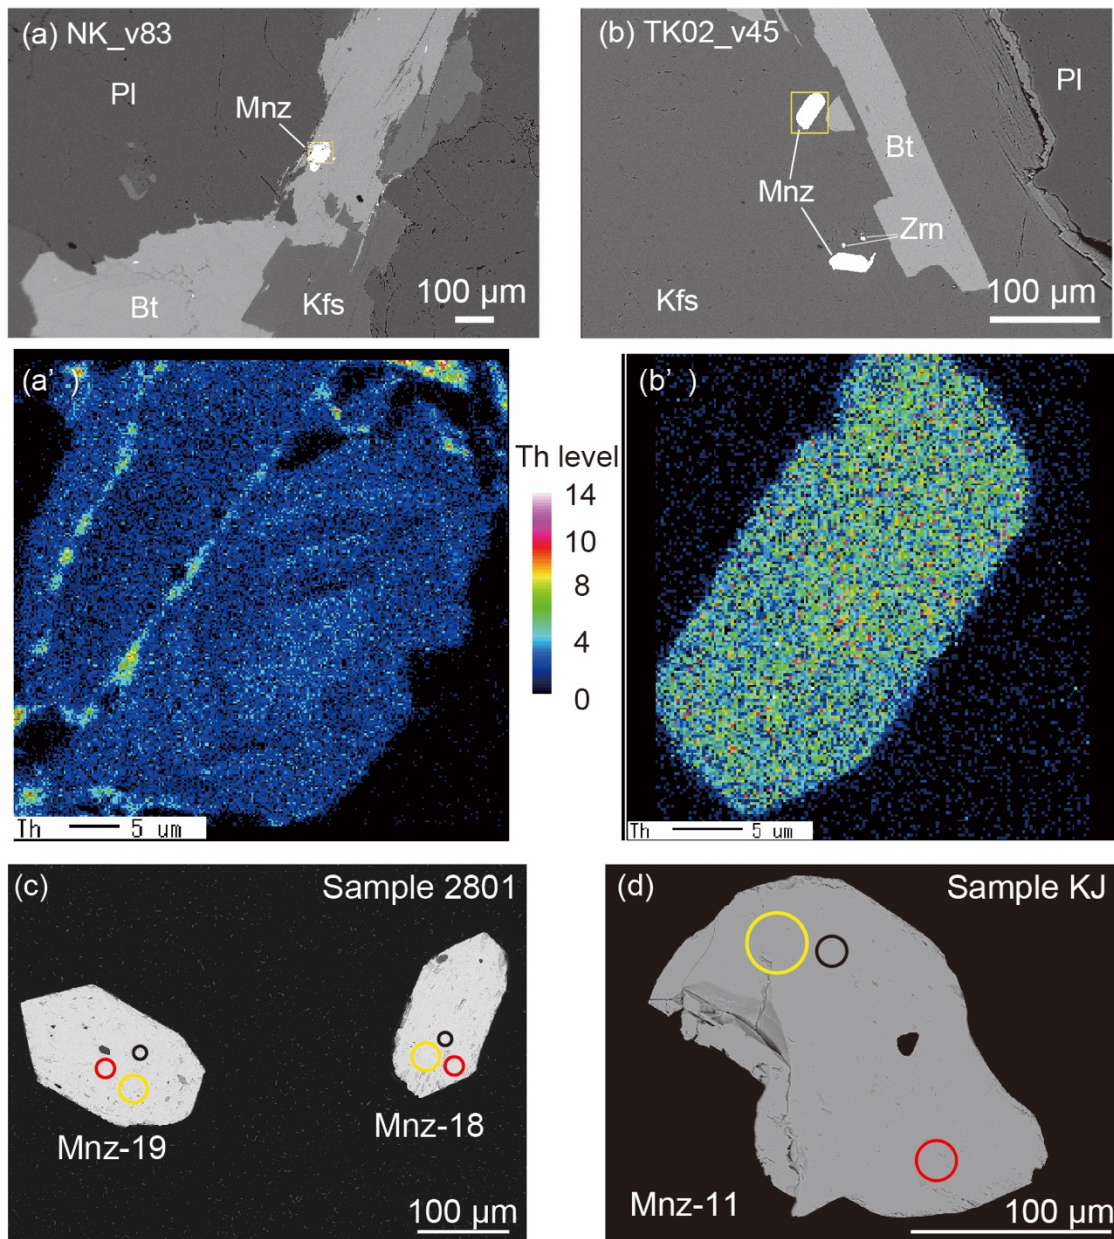 (a) NK_v83
Pl
Mnz
Bt
Kfs
100 µm
(b) TK02_v45
Pl
Bt
Mnz
Zrn
Kfs
100 µm
(a' )
Th 5 um
Th level
14
10
8
4
0
(b' )
Th 5 um
(c) Sample 2801
Mnz-19
Mnz-18
100 µm
(d) Sample KJ
Mnz-11
100 µm